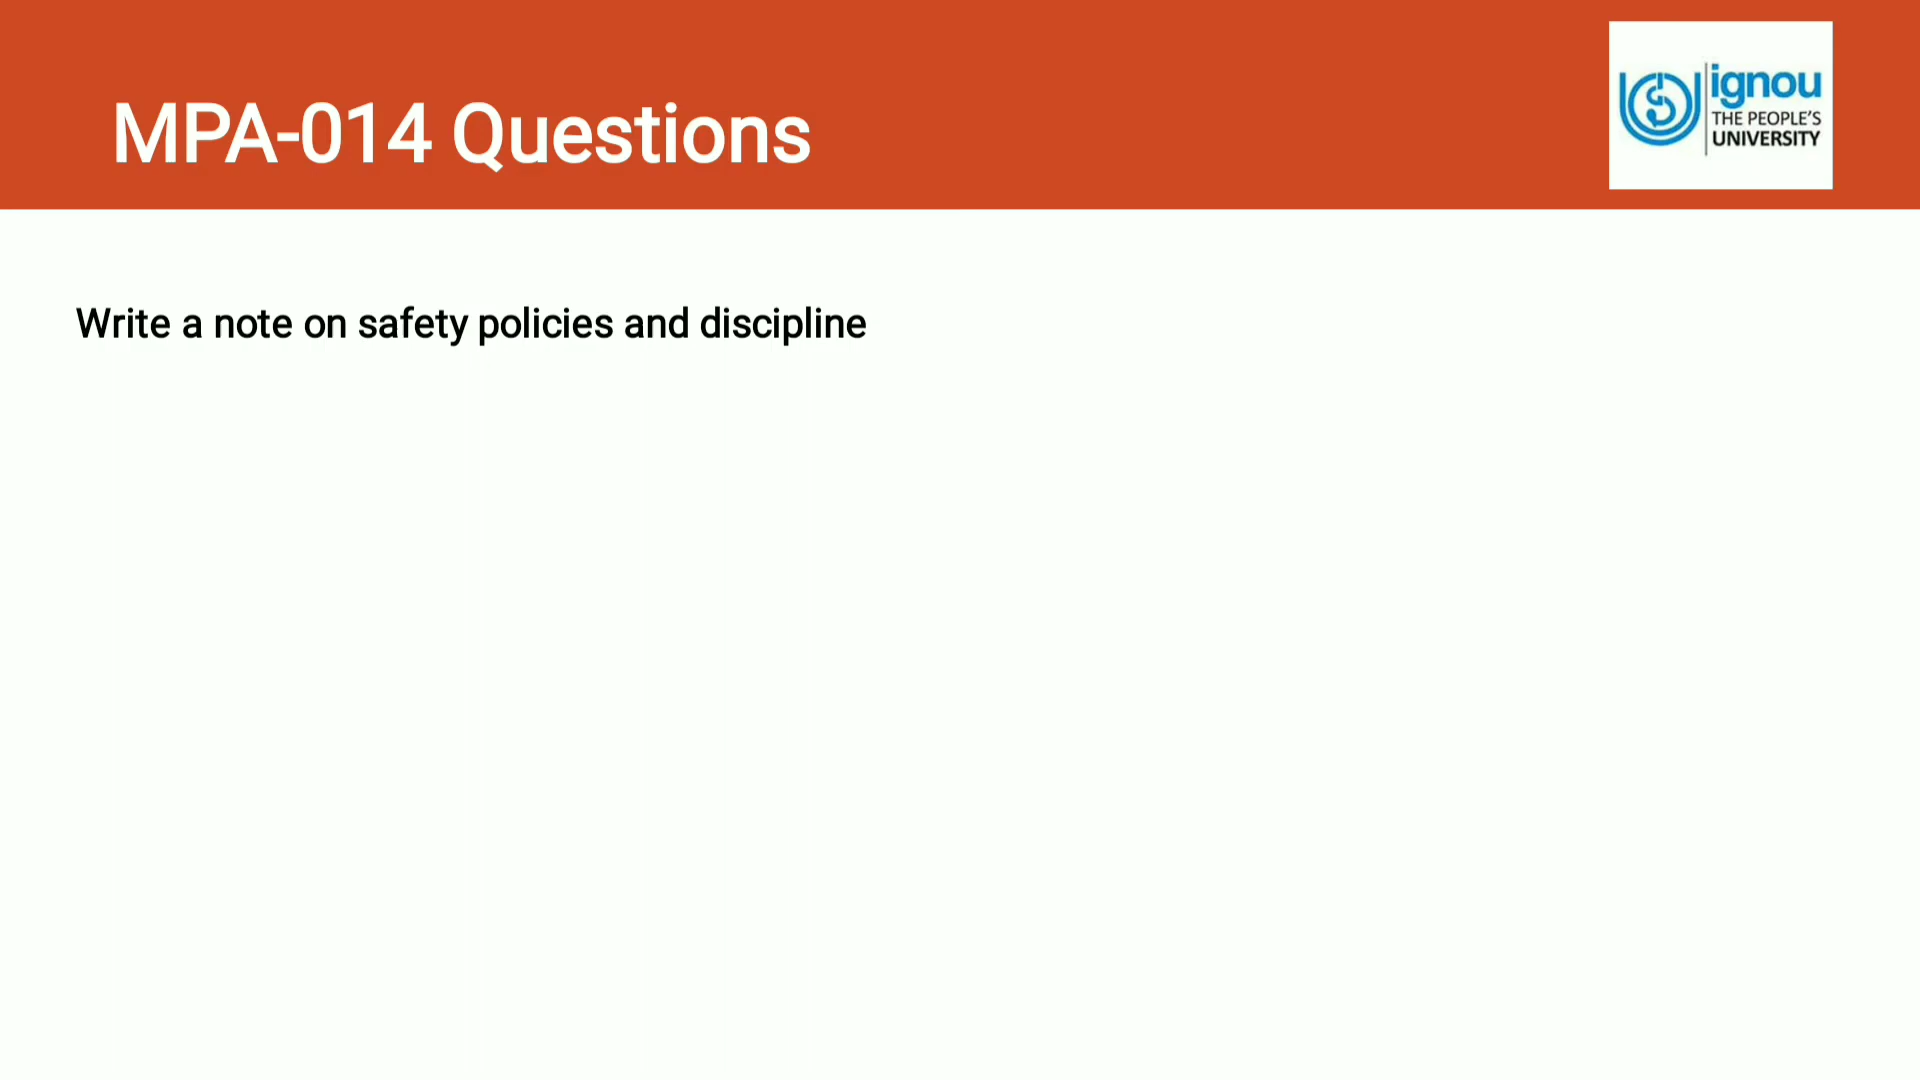 MPA-014 Questions
ignou
THE PEOPLE'S
UNIVERSITY
Write a note on safety policies and discipline